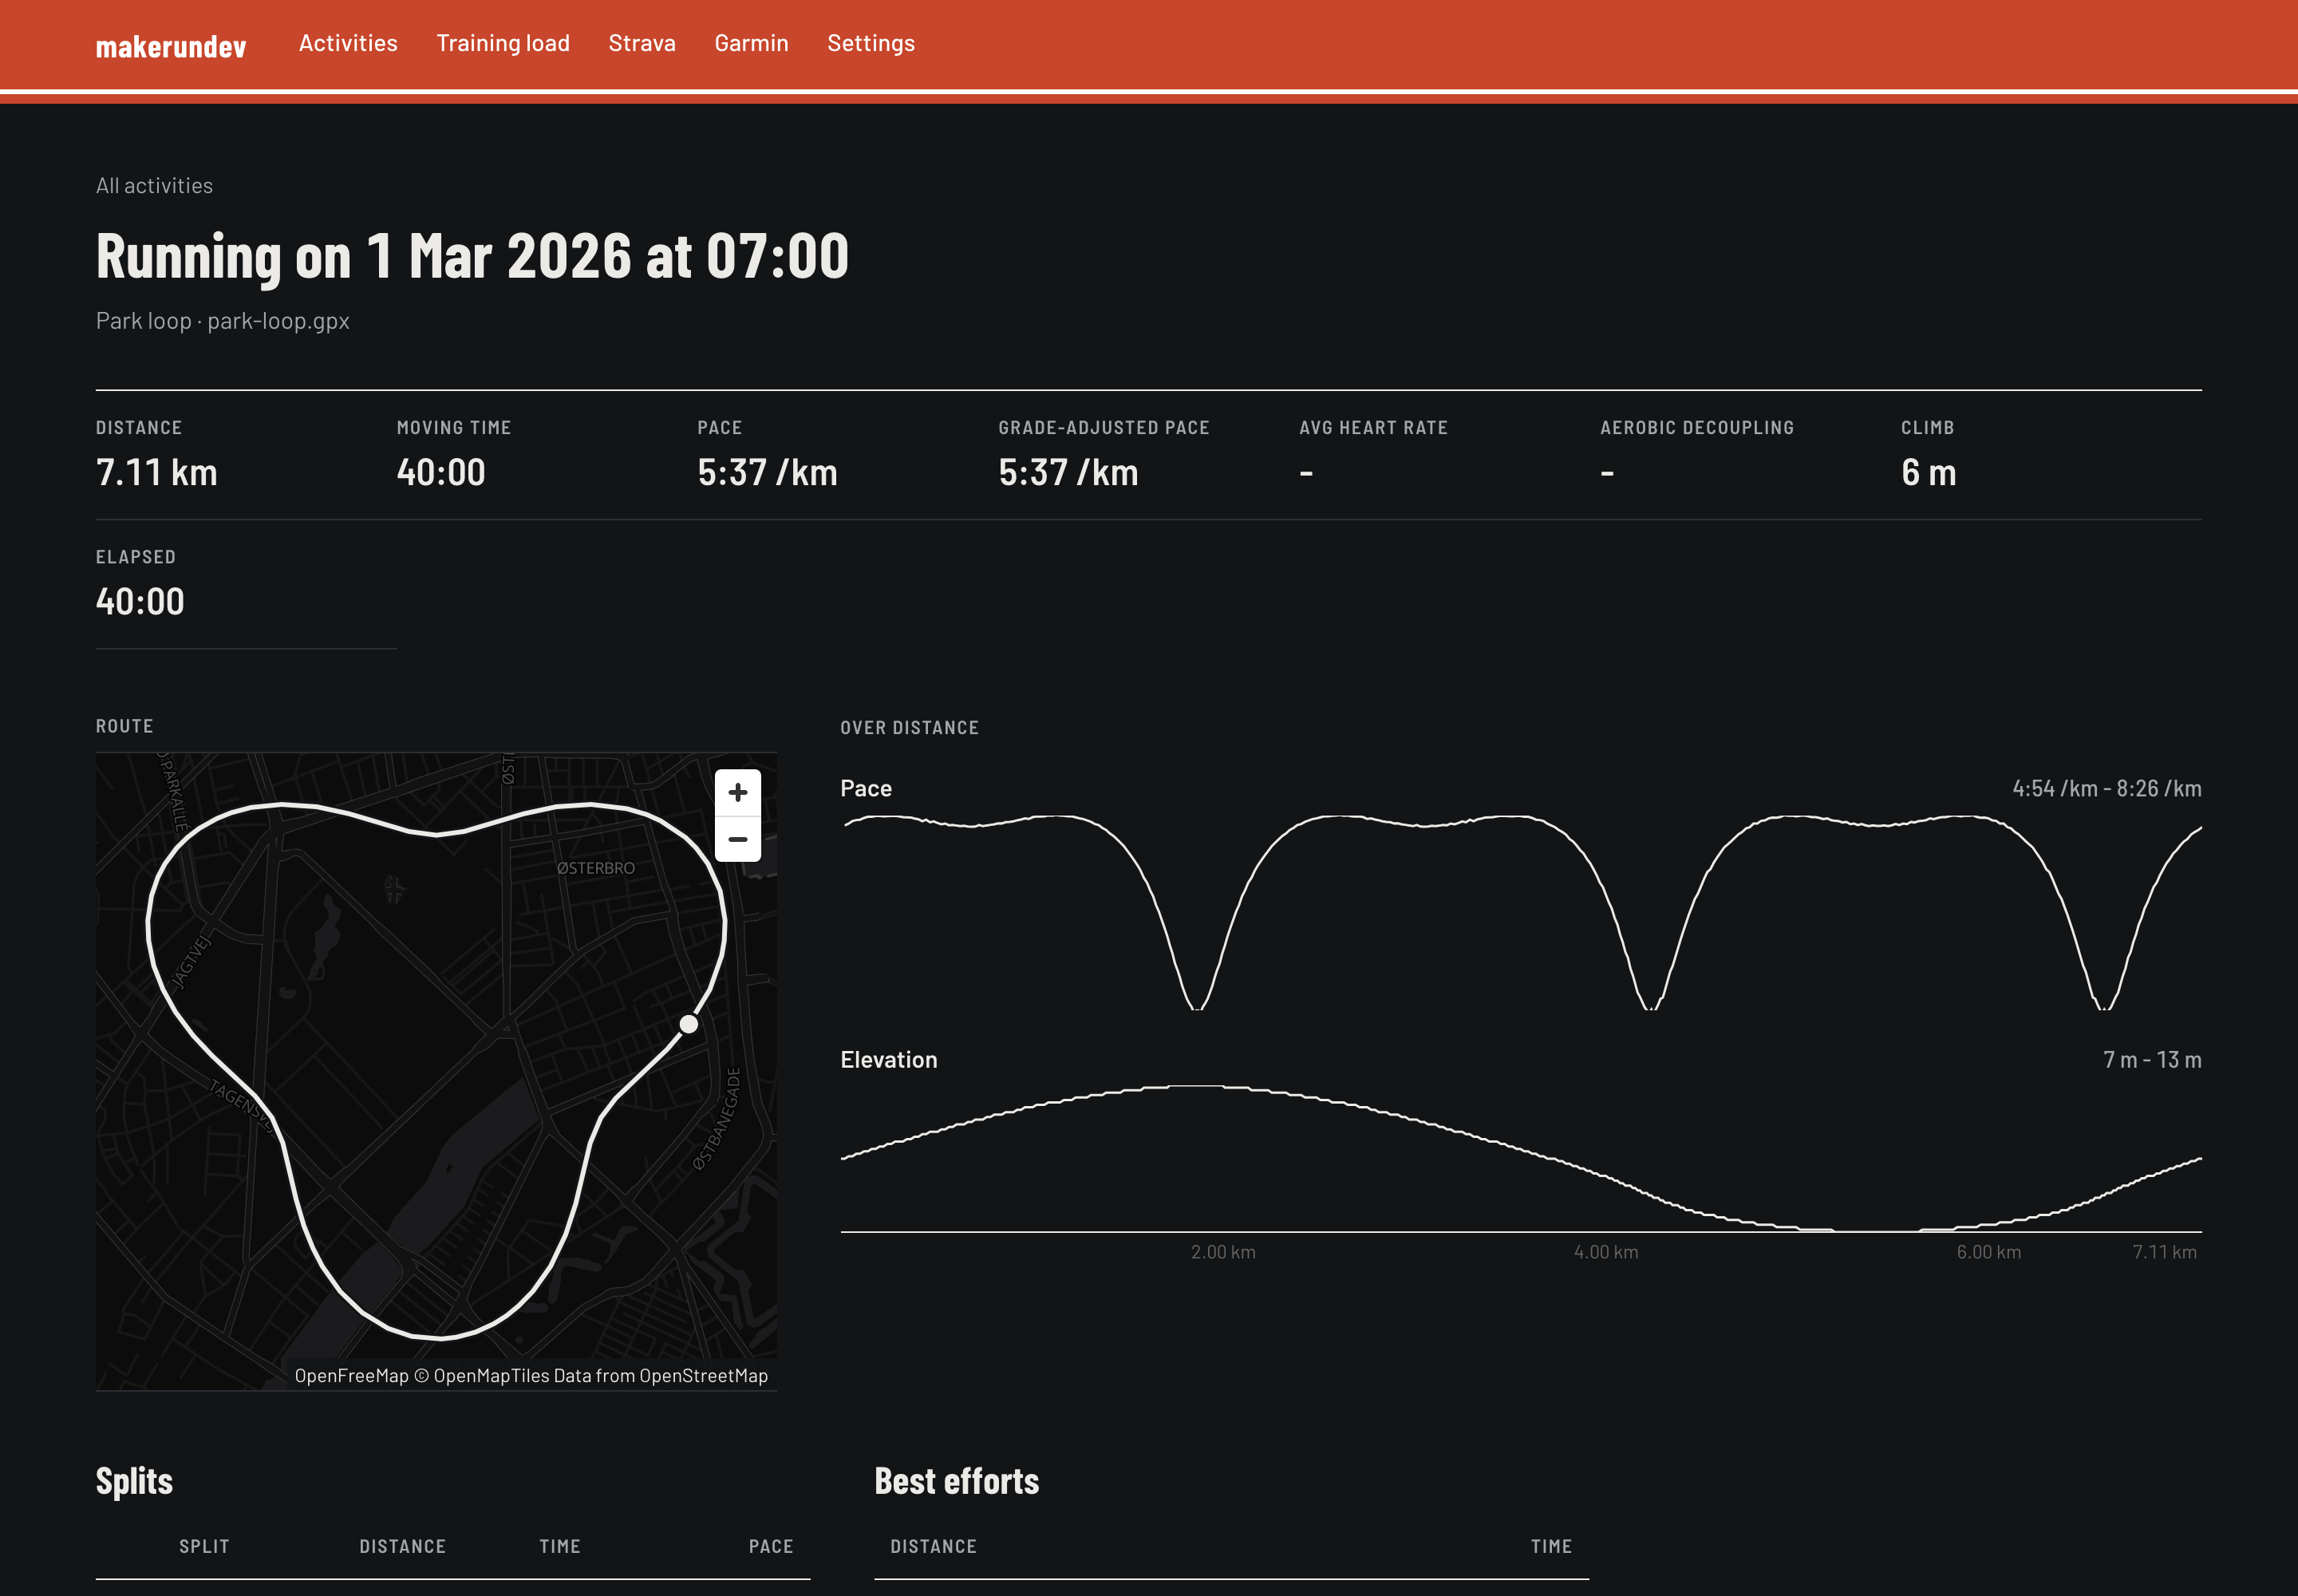 makerundev Activities Training load Strava Garmin Settings
All activities
Running on 1 Mar 2026 at 07:00
Park loop · park-loop.gpx
DISTANCE MOVING TIME PACE GRADE-ADJUSTED PACE AVG HEART RATE AEROBIC DECOUPLING CLIMB
7.11 km 40:00 5:37 /km 5:37 /km - - 6 m
ELAPSED
40:00
ROUTE
ØSTERBRO
JAGTVEJ
ØSTBANEGADE
OpenFreeMap © OpenMapTiles Data from OpenStreetMap
OVER DISTANCE
Pace 4:54 /km - 8:26 /km
Elevation 7 m - 13 m
2.00 km 4.00 km 6.00 km 7.11 km
Splits
SPLIT DISTANCE TIME PACE
Best efforts
DISTANCE TIME